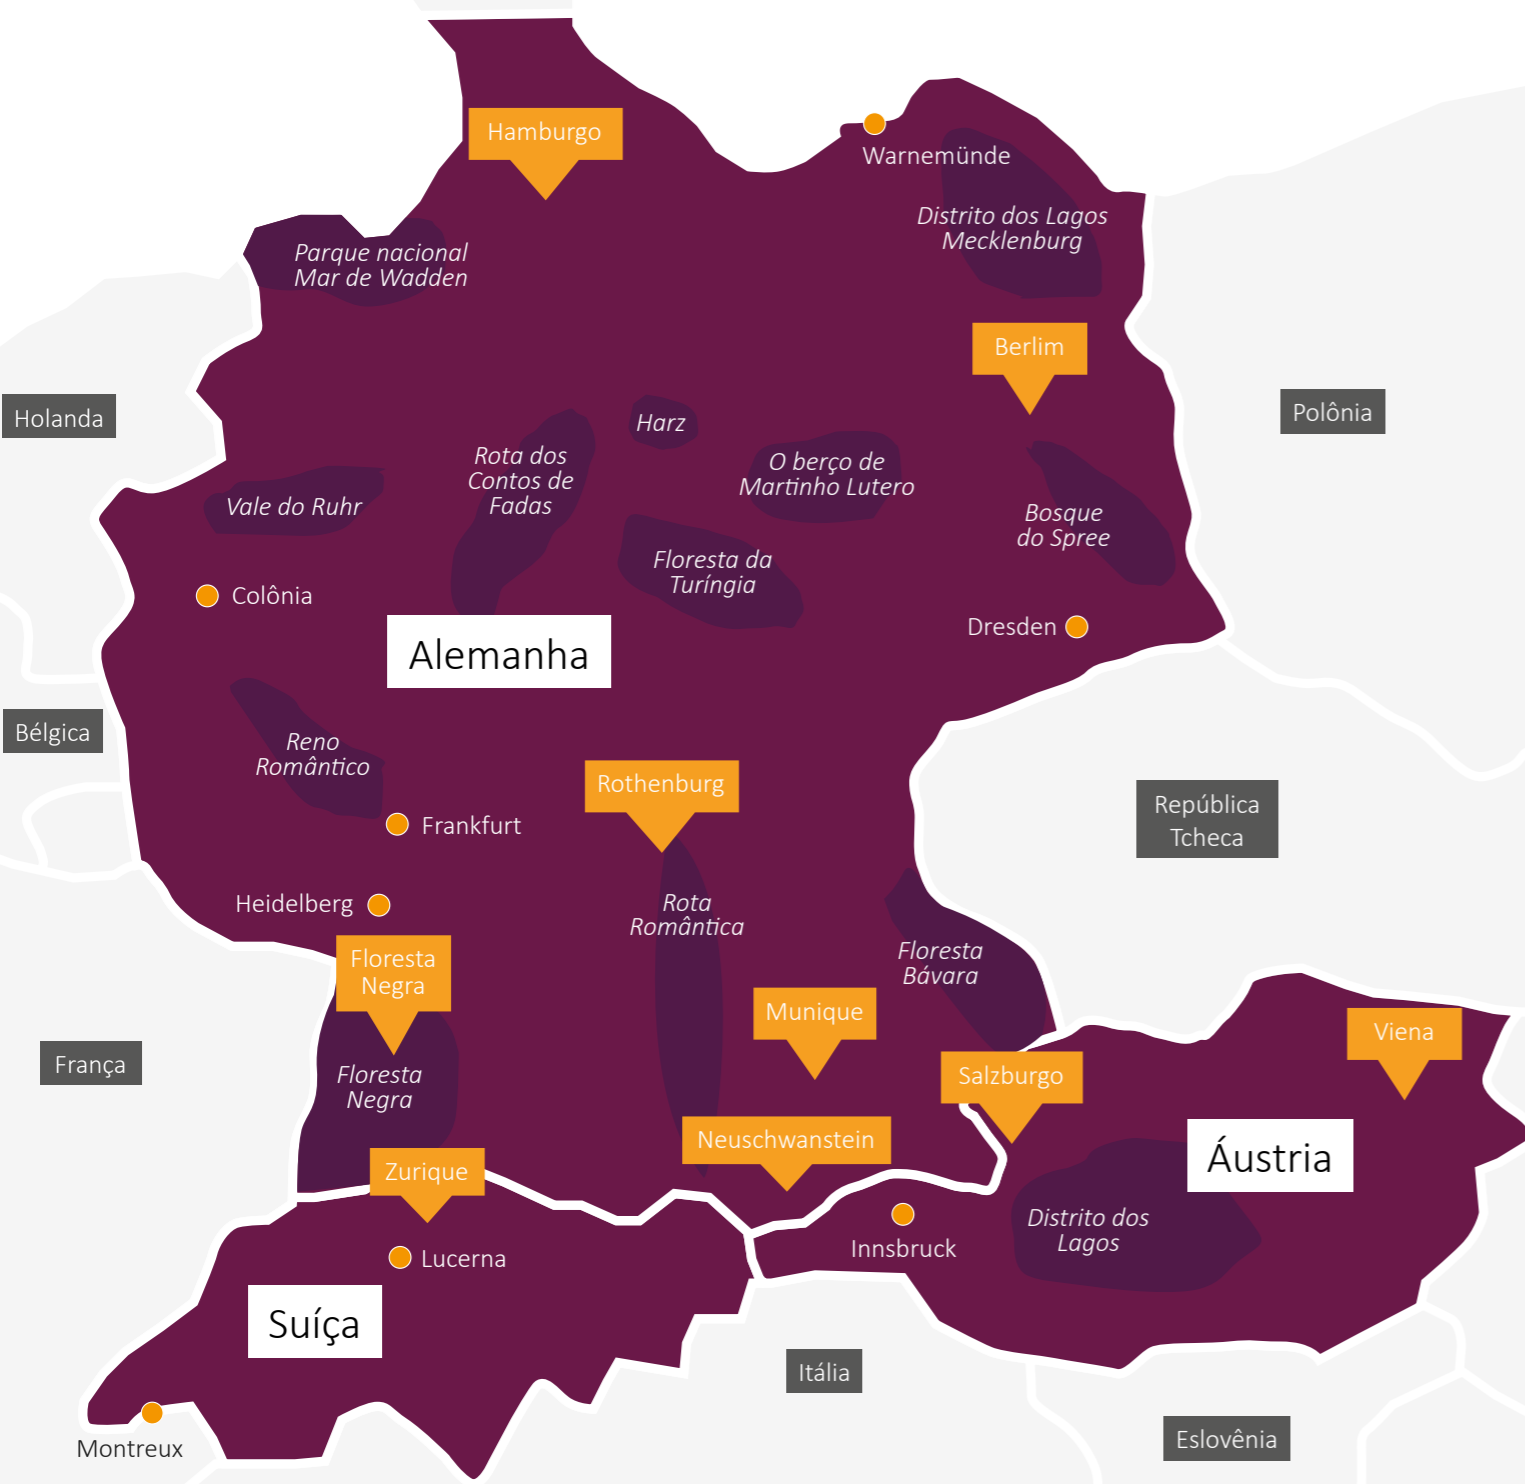 Hamburgo
Warnemünde
Distrito dos Lagos
Mecklenburg
Parque nacional
Mar de Wadden
Berlim
Holanda
Polônia
Harz
Rota dos
Contos de
Fadas
O berço de
Martinho Lutero
Vale do Ruhr
Bosque
do Spree
Floresta da
Turíngia
Colônia
Dresden
Alemanha
Bélgica
Reno
Romântico
Rothenburg
República
Tcheca
Frankfurt
Heidelberg
Rota
Romântica
Floresta
Bávara
Floresta
Negra
Munique
Viena
França
Floresta
Negra
Salzburgo
Neuschwanstein
Áustria
Zurique
Distrito dos
Lagos
Innsbruck
Lucerna
Suíça
Itália
Montreux
Eslovênia